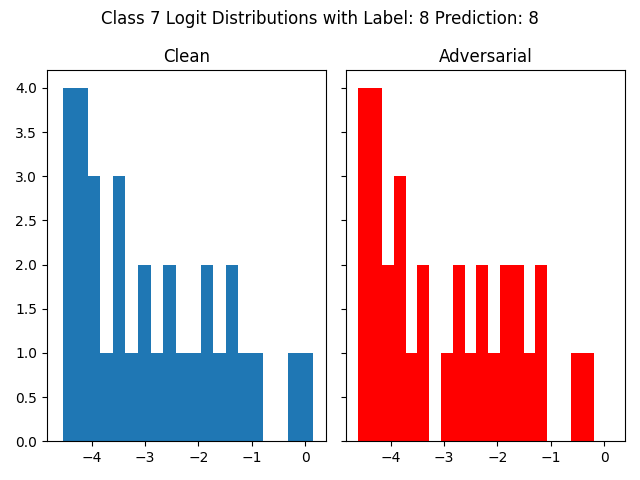 Class 7 Logit Distributions with Label: 8 Prediction: 8
Clean
Adversarial
4.0
3.5
3.0
2.5
2.0
1.5
1.0
0.5
0.0
−4 −3 −2 −1 0
−4 −3 −2 −1 0